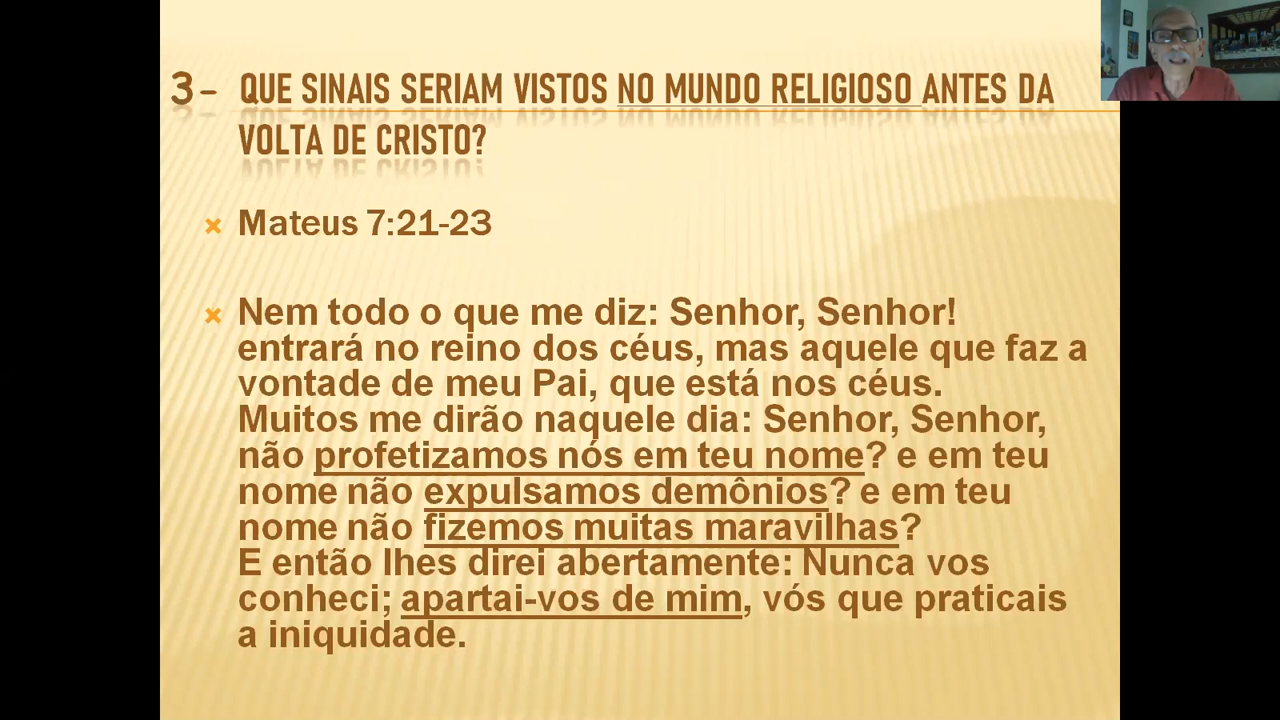 3- QUE SINAIS SERIAM VISTOS NO MUNDO RELIGIOSO ANTES DA
VOLTA DE CRISTO?
Mateus 7:21-23
Nem todo o que me diz: Senhor, Senhor!
entrará no reino dos céus, mas aquele que faz a
vontade de meu Pai, que está nos céus.
Muitos me dirão naquele dia: Senhor, Senhor,
não profetizamos nós em teu nome? e em teu
nome não expulsamos demônios? e em teu
nome não fizemos muitas maravilhas?
E então lhes direi abertamente: Nunca vos
conheci; apartai-vos de mim, vós que praticais
a iniquidade.